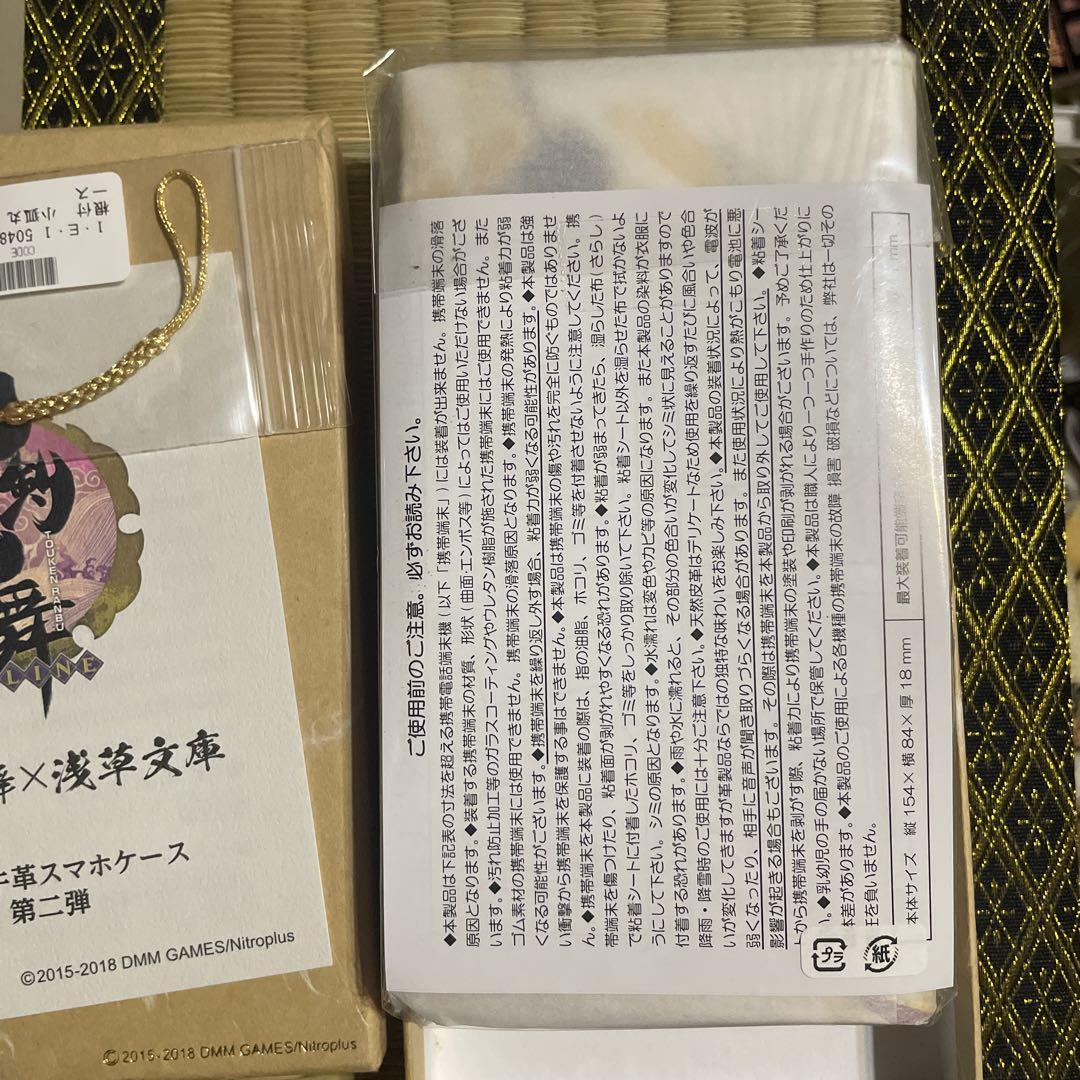 I・E・I
5048
CODE
根付
小狐丸
ース
剣
舞
TOUKEN RANBU
LINE
×浅草文庫
革スマホケース
第二弾
©2015-2018 DMM GAMES/Nitroplus
©2015-2018 DMM GAMES/Nitroplus
ご使用前のご注意。必ずお読み下さい。
◆本製品は下記表の寸法を超える携帯電話端末機(以下「携帯端末」)には装着が出来ません。携帯端末の滑落
原因となります。◆装着する携帯端末の材質、形状(曲面・エンボス等)によってはご使用いただけない場合がござ
います。◆汚れ防止加工等のガラスコーティングやウレタン樹脂が施された携帯端末にはご使用できません。また
ゴム素材の携帯端末には使用できません。携帯端末の滑落原因となります。◆携帯端末の発熱により粘着力が弱
くなる可能性がございます。◆携帯端末を繰り返し外す場合、粘着力が弱くなる可能性があります。◆本製品は強
い衝撃から携帯端末を保護する事はできません。◆本製品は携帯端末の傷や汚れを完全に防ぐものではありませ
ん。◆携帯端末を本製品に装着の際は、指の油脂、ホコリ、ゴミ等を付着させないように注意してください。携
帯端末を傷つけたり、粘着面が剥がれやすくなる恐れがあります。◆粘着が弱まってきたら、湿らした布(さらし)
で粘着シートに付着したホコリ、ゴミ等をしっかり取り除いて下さい。粘着シート以外を湿らせた布で拭かないよ
うにして下さい。シミの原因となります。◆水濡れは変色やカビ等の原因になります。また本製品の染料が衣服に
付着する恐れがあります。◆雨や水に濡れると、その部分の色合いが変化してシミ状に見えることがありますので
降雨・降雪時のご使用には十分ご注意下さい。◆天然皮革はデリケートなため使用を繰り返すたびに風合いや色合
いが変化してきますが革製品ならではの独特な味わいをお楽しみ下さい。◆本製品の装着状況によって、電波が
弱くなったり、相手に音声が聞き取りづらくなる場合があります。また使用状況により熱がこもり電池に悪
影響が起きる場合もございます。その際は携帯端末を本製品から取り外してご使用して下さい。◆粘着シー
から携帯端末を剥がす際、粘着力により携帯端末の塗装や印刷が剥がれる場合がございます。予めご了承くだ
い。◆乳幼児の手の届かない場所で保管してください。◆本製品は職人により一つ一つ手作りのため仕上がりに
体差があります。◆本製品のご使用による各機種の携帯端末の故障 損害 破損などについては、弊社は一切その
任を負いません。
本体サイズ 縦154×横84×厚18mm
最大装着可能
mm
プラ
紙